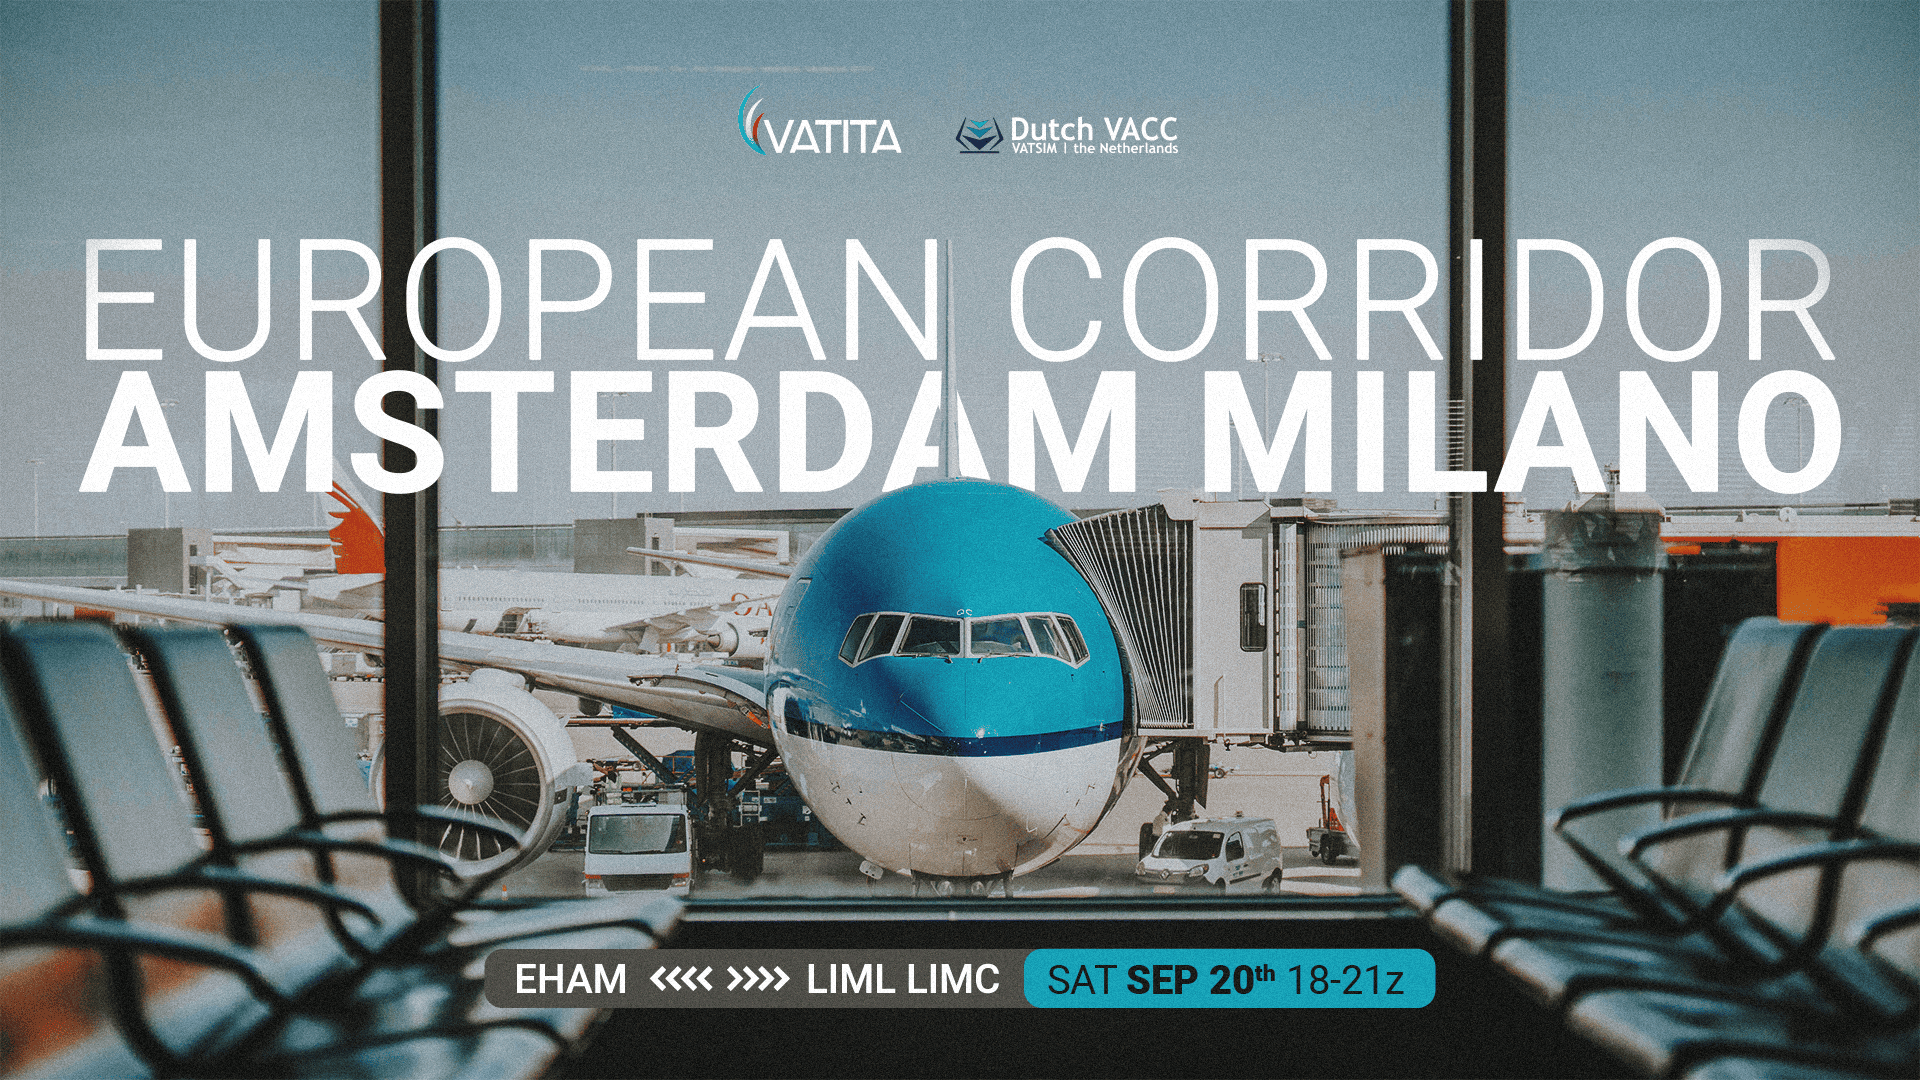 VATITA
Dutch VACC
VATSIM | the Netherlands
EUROPEAN CORRIDOR
AMSTERDAM MILANO
EHAM <<<< >>>> LIML LIMC
SAT SEP 20th 18-21z